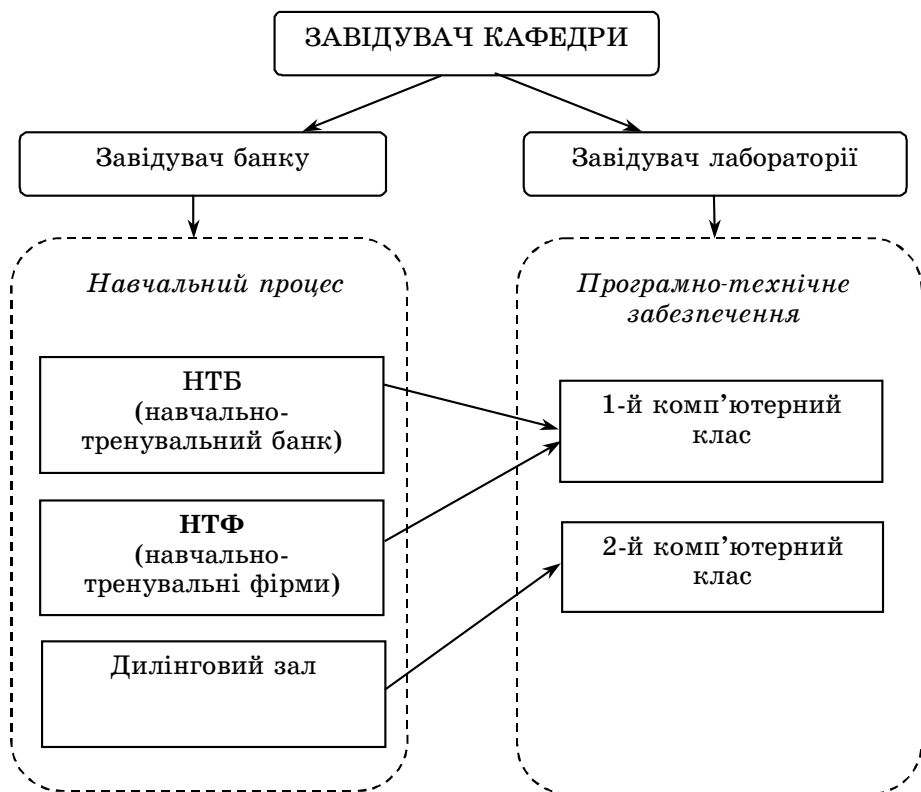 ЗАВІДУВАЧ КАФЕДРИ
Завідувач банку
Завідувач лабораторії
Навчальний процес
Програмно-технічне
забезпечення
НТБ
(навчально-
тренувальний банк)
1-й комп’ютерний
клас
НТФ
(навчально-
тренувальні фірми)
2-й комп’ютерний
клас
Дилінговий зал